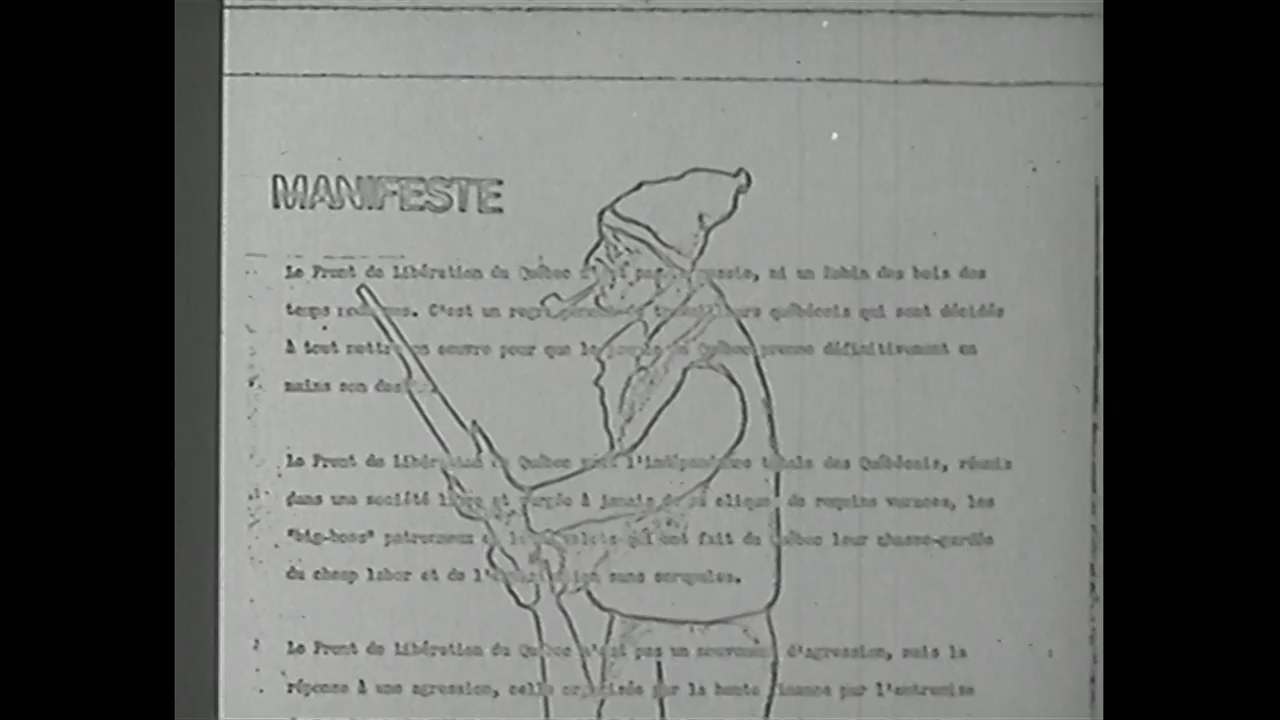 MANIFESTE
Le Front de Libération du Québec n'est pas le messie, ni un Robin des bois des
temps modernes. C'est un regroupement de travailleurs québécois qui sont décidés
à tout mettre en oeuvre pour que le peuple du Québec prenne définitivement en
mains son destin.
Le Front de Libération du Québec veut l'indépendance totale des Québécois, réunis
dans une société libre et purgée à jamais de sa clique de requins voraces, les
"big-boss" patronneux et leurs valets qui ont fait du Québec leur chasse-gardée
du cheap labor et de l'exploitation sans scrupules.
Le Front de Libération du Québec n'est pas un mouvement d'agression, mais la
réponse à une agression, celle organisée par la haute finance par l'entremise